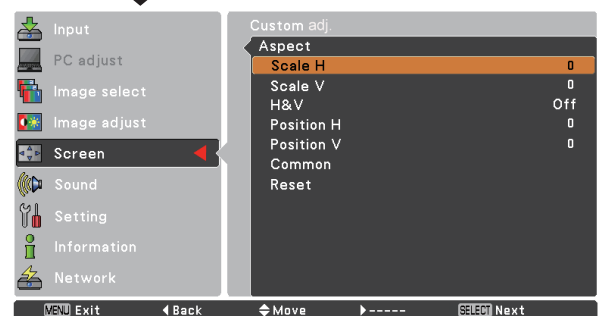 Input
PC adjust
Image select
Image adjust
Screen
Sound
Setting
Information
Network
Custom adj.
Aspect
Scale H 0
Scale V 0
H&V Off
Position H 0
Position V 0
Common
Reset
MENU Exit Back Move ----- SELECT Next